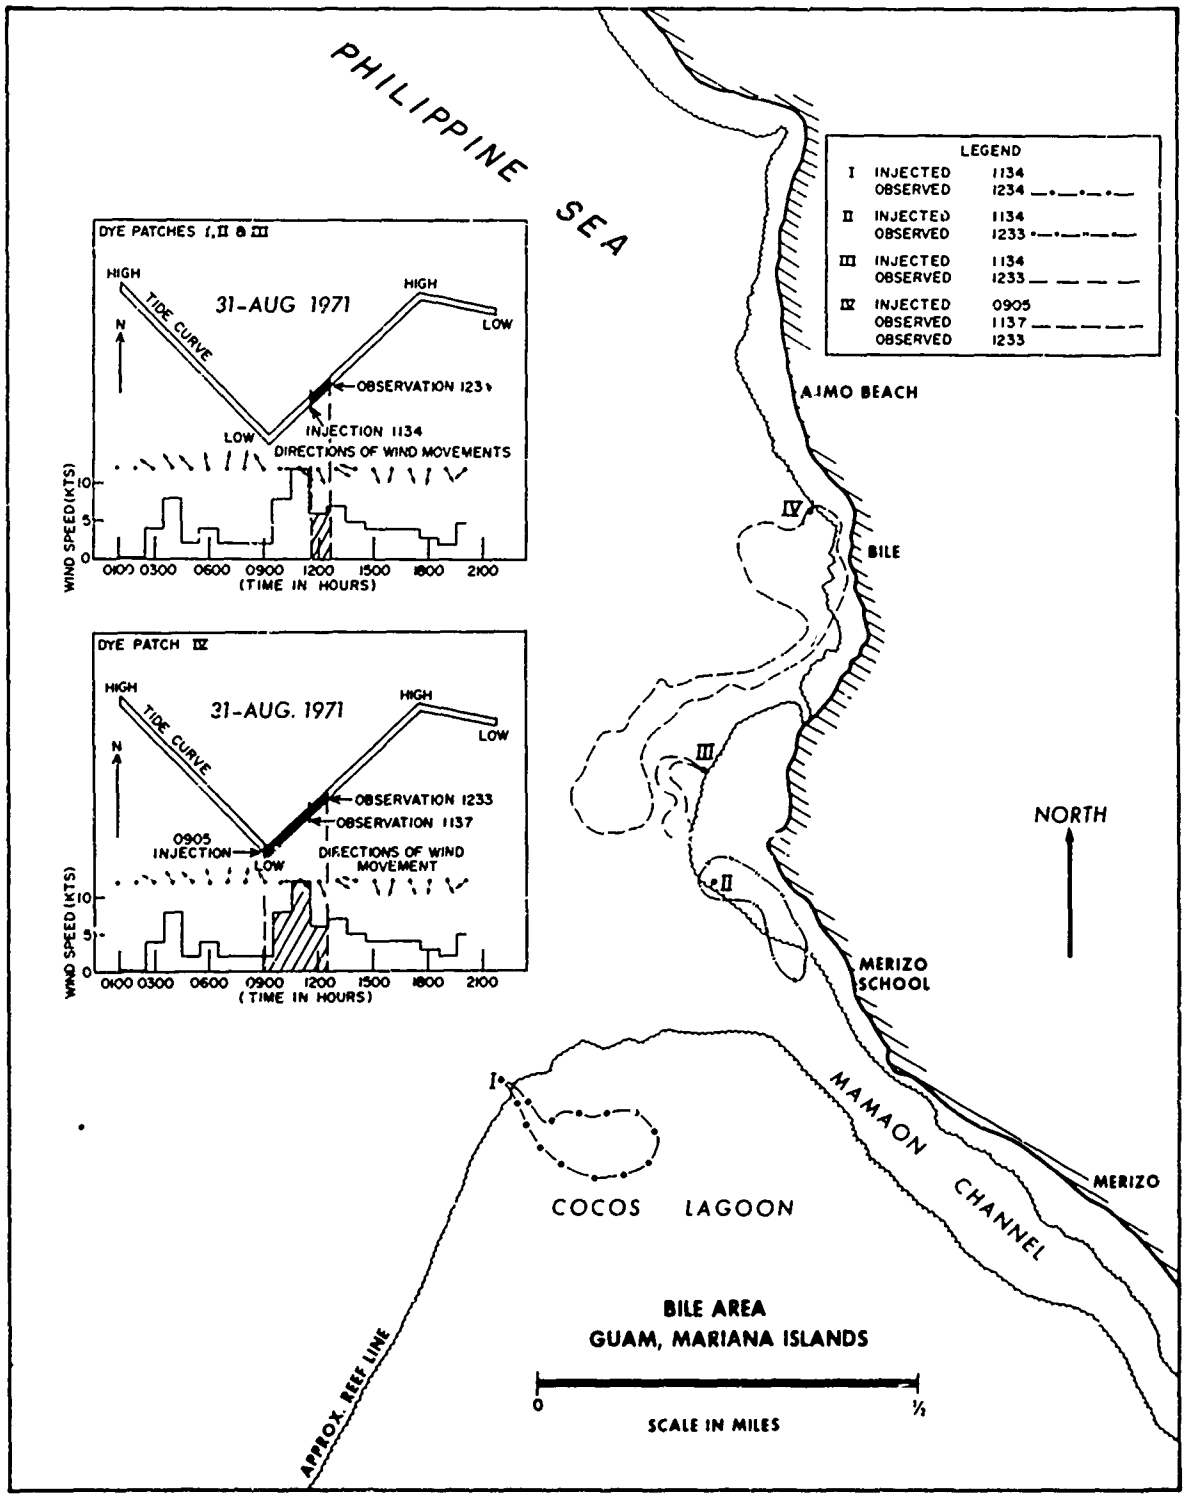 PHILIPPINE SEA
LEGEND
I INJECTED 1134
OBSERVED 1234
II INJECTED 1134
OBSERVED 1233
III INJECTED 1134
OBSERVED 1233
IV INJECTED 0905
OBSERVED 1137
OBSERVED 1233
DYE PATCHES I, II & III
HIGH
31-AUG 1971
HIGH
TIDE CURVE
LOW
N
OBSERVATION
INJECTION 1134
LOW
DIRECTIONS OF WIND MOVEMENTS
WIND SPEED (KTS)
10
5
0
0100 0300 0600 0900 1200 1500 1800 2100
(TIME IN HOURS)
DYE PATCH IV
HIGH
31-AUG. 1971
HIGH
TIDE CURVE
LOW
N
OBSERVATION 1233
OBSERVATION 1137
0905
INJECTION
LOW
DIRECTIONS OF WIND
MOVEMENT
WIND SPEED (KTS)
10
5
0
0100 0300 0600 0900 1200 1500 1800 2100
(TIME IN HOURS)
BEACH
IV
BILE
III
NORTH
II
MERIZO
SCHOOL
I
MAMAON CHANNEL
MERIZO
COCOS LAGOON
BILE AREA
GUAM, MARIANA ISLANDS
0 1/2
SCALE IN MILES
APPROX. REEF LINE